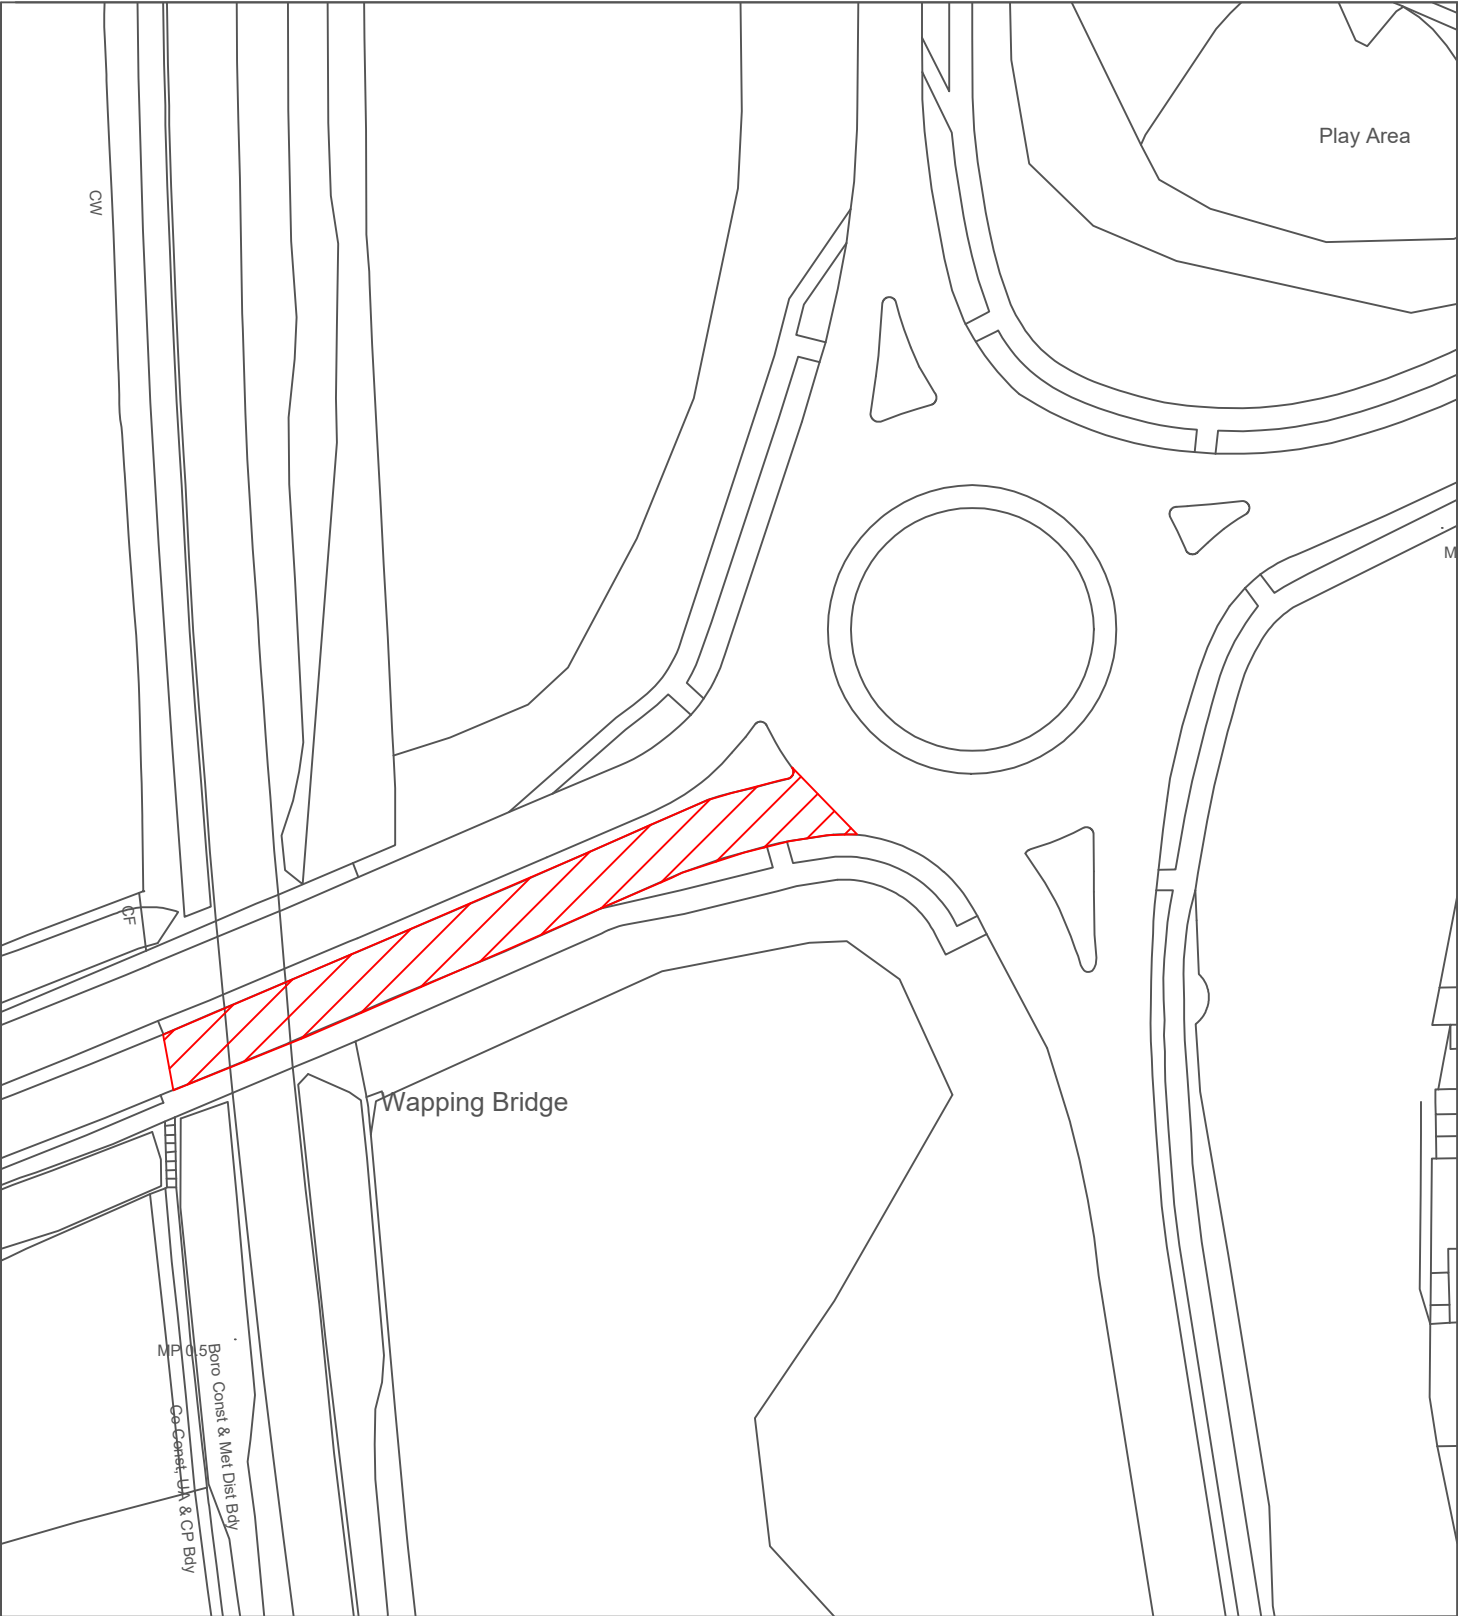 Play Area
CW
M
CF
Wapping Bridge
MP 0.5
Boro Const & Met Dist Bdy
Co Const, UA & CP Bdy